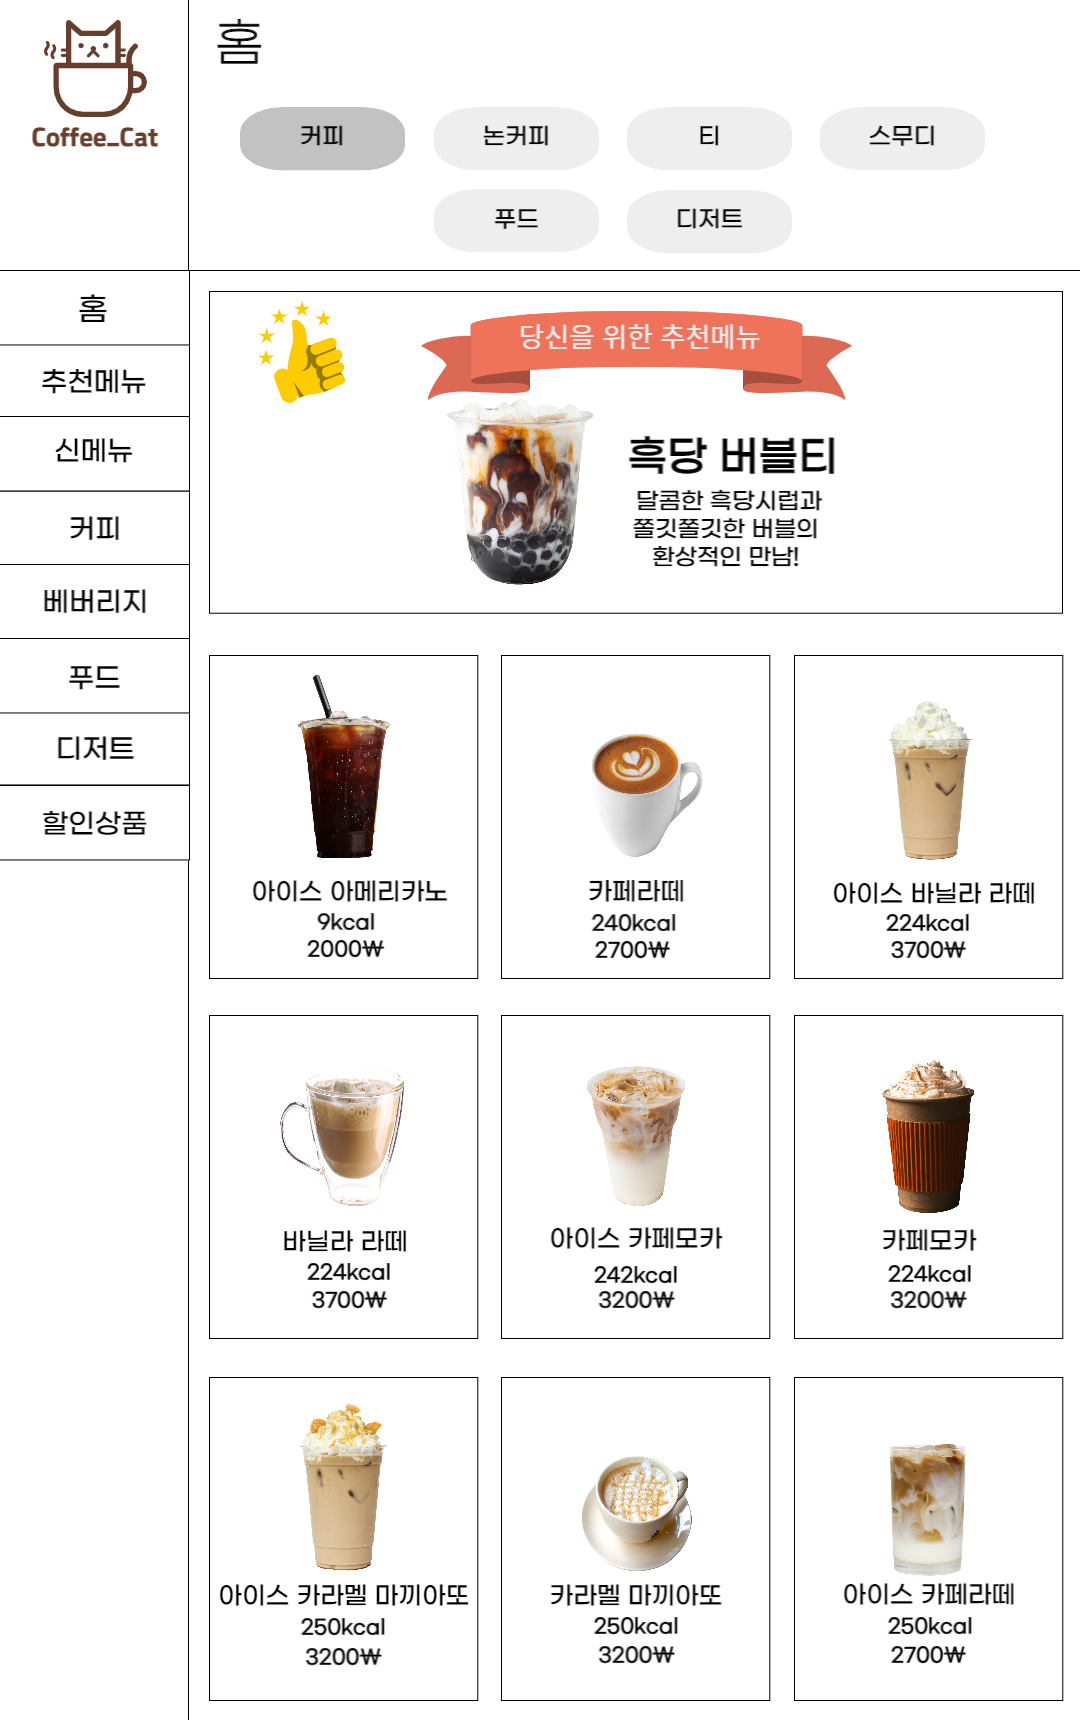 Coffee_Cat
홈
커피
논커피
티
스무디
푸드
디저트
홈
추천메뉴
신메뉴
커피
베버리지
푸드
디저트
할인상품
당신을 위한 추천메뉴
흑당 버블티
달콤한 흑당시럽과
쫄깃쫄깃한 버블의
환상적인 만남!
아이스 아메리카노
9kcal
2000₩
카페라떼
240kcal
2700₩
아이스 바닐라 라떼
224kcal
3700₩
바닐라 라떼
224kcal
3700₩
아이스 카페모카
242kcal
3200₩
카페모카
224kcal
3200₩
아이스 카라멜 마끼아또
250kcal
3200₩
카라멜 마끼아또
250kcal
3200₩
아이스 카페라떼
250kcal
2700₩